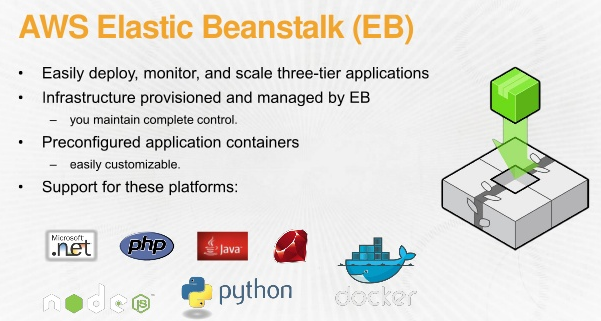 AWS Elastic Beanstalk (EB)
• Easily deploy, monitor, and scale three-tier applications
• Infrastructure provisioned and managed by EB
– you maintain complete control.
• Preconfigured application containers
– easily customizable.
• Support for these platforms:
Microsoft
.net
php
Java
node
JS
python
docker